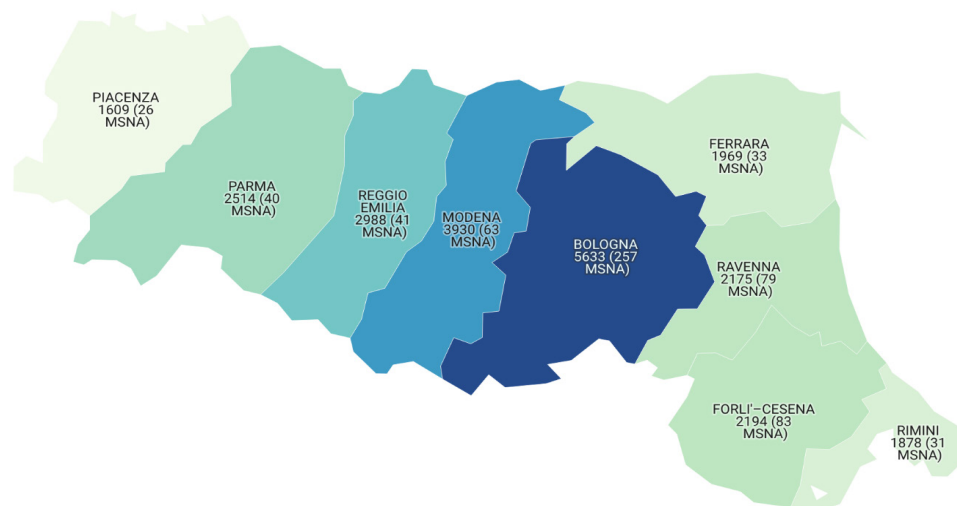 PIACENZA
1609 (26
MSNA)
PARMA
2514 (40
MSNA)
REGGIO
EMILIA
2988 (41
MSNA)
MODENA
3930 (63
MSNA)
BOLOGNA
5633 (257
MSNA)
FERRARA
1969 (33
MSNA)
RAVENNA
2175 (79
MSNA)
FORLI'–CESENA
2194 (83
MSNA)
RIMINI
1878 (31
MSNA)